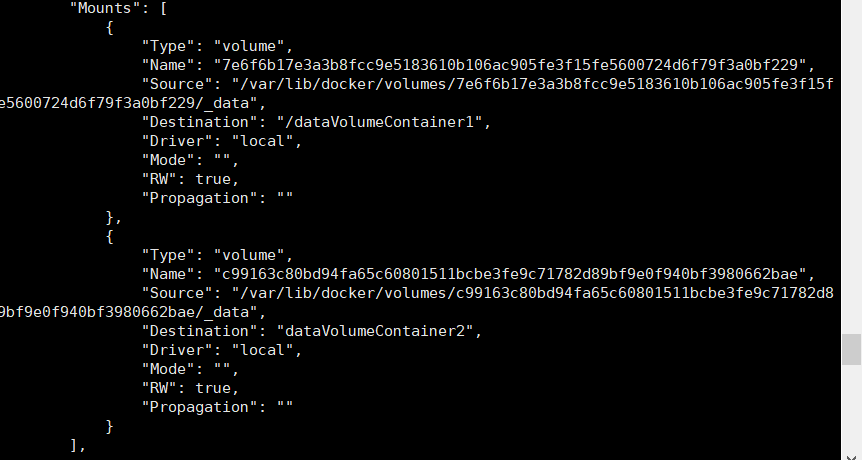 "Mounts": [
{
"Type": "volume",
"Name": "7e6f6b17e3a3b8fcc9e5183610b106ac905fe3f15fe5600724d6f79f3a0bf229",
"Source": "/var/lib/docker/volumes/7e6f6b17e3a3b8fcc9e5183610b106ac905fe3f15f
e5600724d6f79f3a0bf229/_data",
"Destination": "/dataVolumeContainer1",
"Driver": "local",
"Mode": "",
"RW": true,
"Propagation": ""
},
{
"Type": "volume",
"Name": "c99163c80bd94fa65c60801511bcbe3fe9c71782d89bf9e0f940bf3980662bae",
"Source": "/var/lib/docker/volumes/c99163c80bd94fa65c60801511bcbe3fe9c71782d8
9bf9e0f940bf3980662bae/_data",
"Destination": "dataVolumeContainer2",
"Driver": "local",
"Mode": "",
"RW": true,
"Propagation": ""
}
],